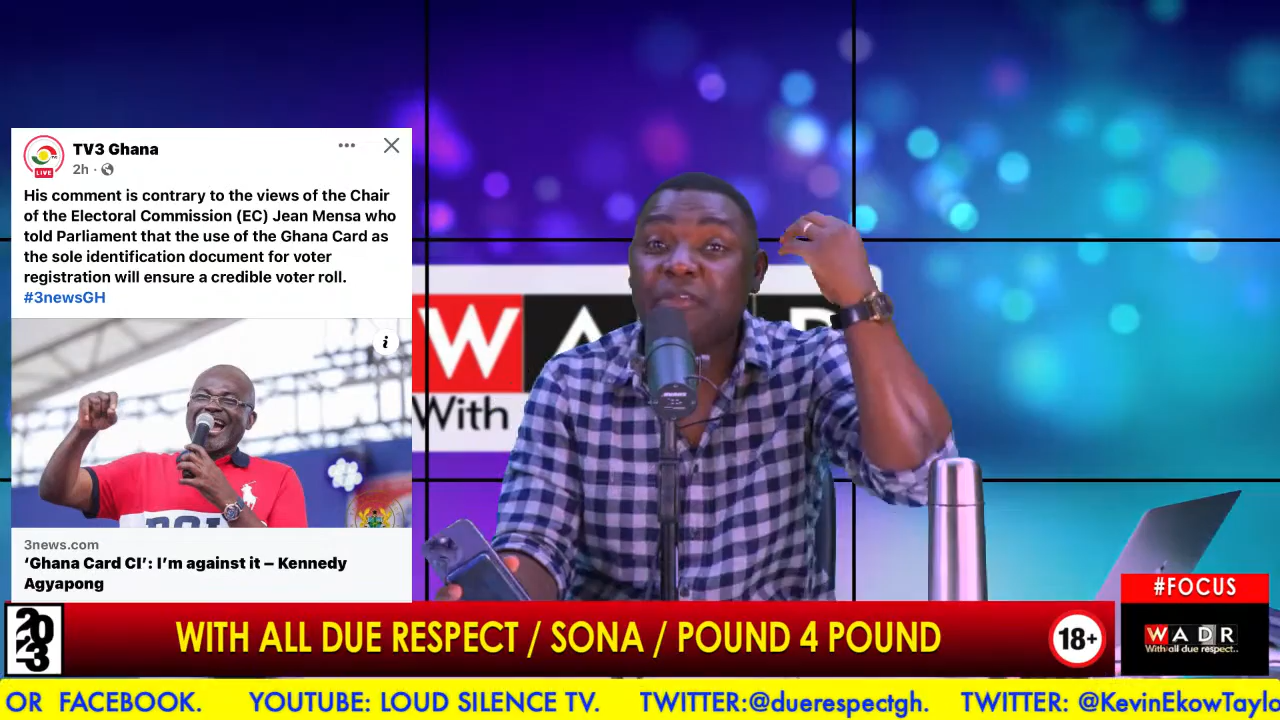 TV3 Ghana
LIVE
2h
His comment is contrary to the views of the Chair
of the Electoral Commission (EC) Jean Mensa who
told Parliament that the use of the Ghana Card as
the sole identification document for voter
registration will ensure a credible voter roll.
#3newsGH
3news.com
‘Ghana Card CI’: I’m against it – Kennedy
Agyapong
W A D R
With
#FOCUS
2023
WITH ALL DUE RESPECT / SONA / POUND 4 POUND
18+
WADR
With all due respect..
OR FACEBOOK. YOUTUBE: LOUD SILENCE TV. TWITTER:@duerespectgh. TWITTER: @KevinEkowTaylo